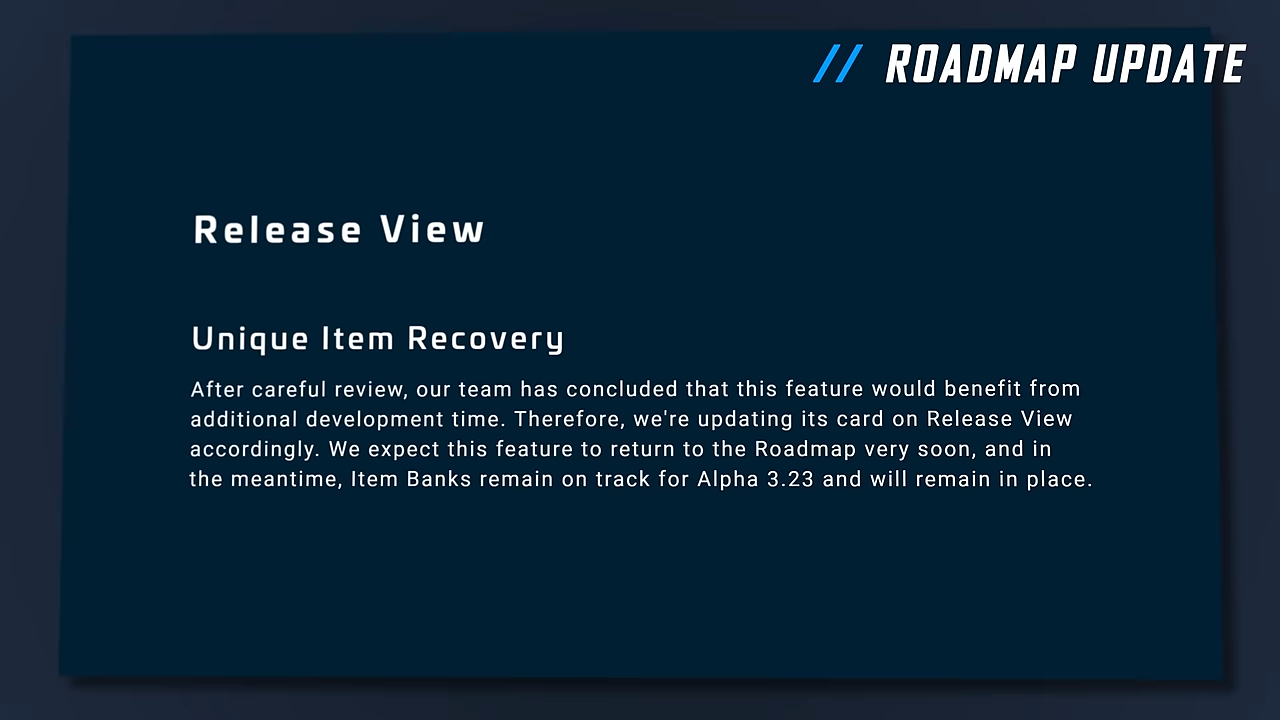 // ROADMAP UPDATE
Release View
Unique Item Recovery
After careful review, our team has concluded that this feature would benefit from
additional development time. Therefore, we're updating its card on Release View
accordingly. We expect this feature to return to the Roadmap very soon, and in
the meantime, Item Banks remain on track for Alpha 3.23 and will remain in place.